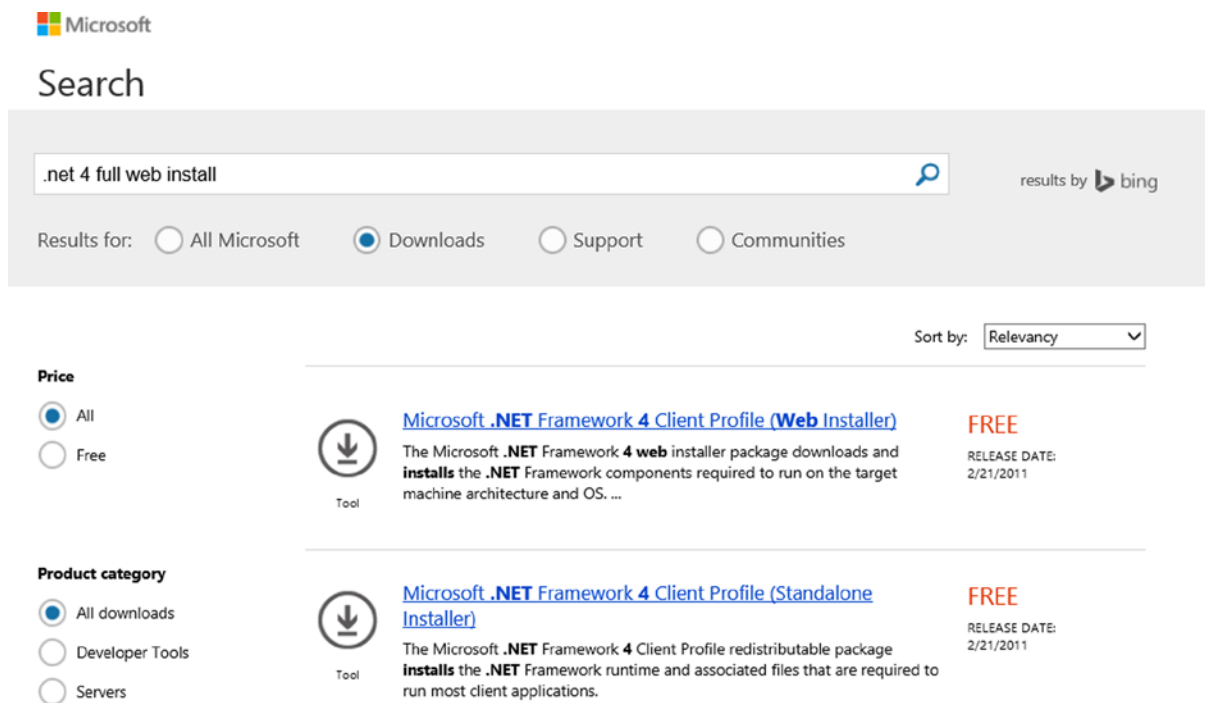 Microsoft
Search
.net 4 full web install
results by bing
Results for: All Microsoft Downloads Support Communities
Sort by: Relevancy
Price
All
Free
Microsoft .NET Framework 4 Client Profile (Web Installer)
The Microsoft .NET Framework 4 web installer package downloads and
installs the .NET Framework components required to run on the target
machine architecture and OS. ...
Tool
FREE
RELEASE DATE:
2/21/2011
Product category
All downloads
Developer Tools
Servers
Microsoft .NET Framework 4 Client Profile (Standalone
Installer)
The Microsoft .NET Framework 4 Client Profile redistributable package
installs the .NET Framework runtime and associated files that are required to
run most client applications.
Tool
FREE
RELEASE DATE:
2/21/2011